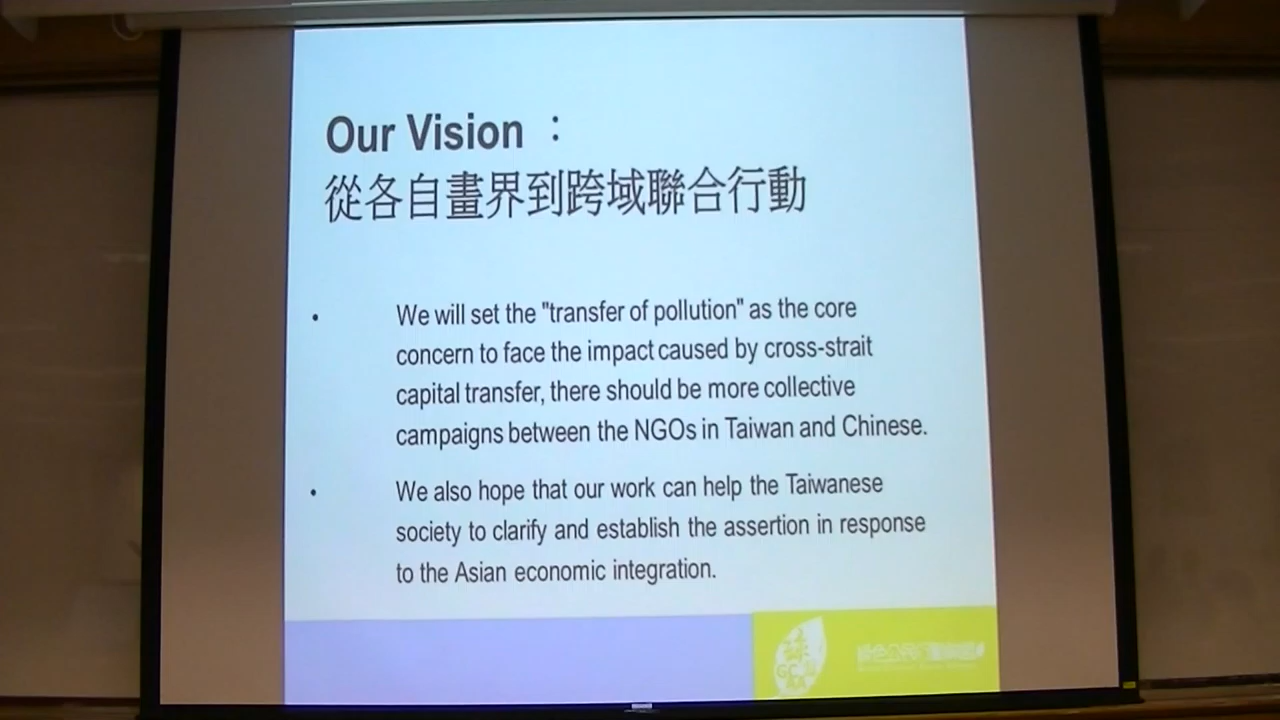 Our Vision ：
從各自畫界到跨域聯合行動
• We will set the "transfer of pollution" as the core
concern to face the impact caused by cross-strait
capital transfer, there should be more collective
campaigns between the NGOs in Taiwan and Chinese.
• We also hope that our work can help the Taiwanese
society to clarify and establish the assertion in response
to the Asian economic integration.